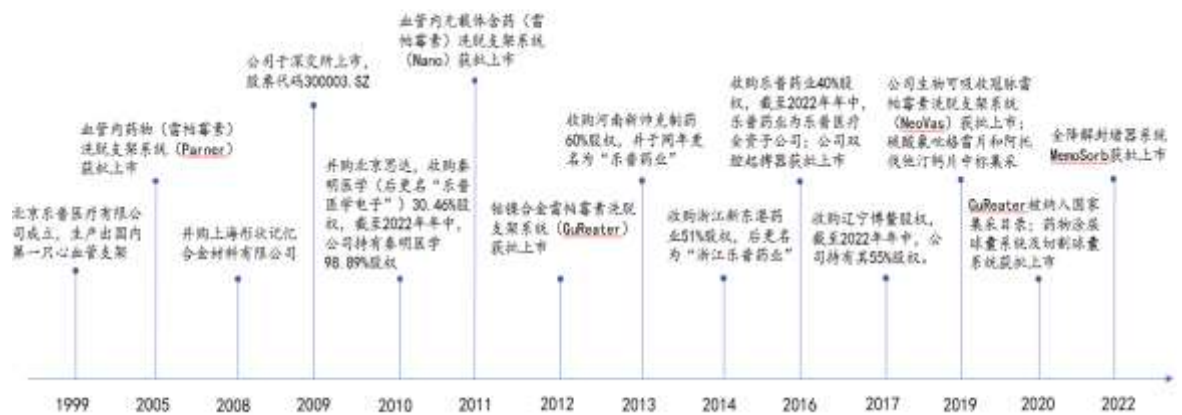 北京乐普医疗有限公
司成立，生产出国内
第一只心血管支架
血管内药物（雷帕霉素）
洗脱支架系统（Parner）
获批上市
并购上海形状记忆
合金材料有限公司
公司于深交所上市，
股票代码300003.SZ
并购北京思达，收购秦
明医学（后更名“乐普
医学电子”）30.46%股
权，截至2022年年中，
公司持有秦明医学
98.89%股权
血管内无载体含药（雷
帕霉素）洗脱支架系统
（Nano）获批上市
钴铬合金雷帕霉素洗脱
支架系统（GuReater）
获批上市
收购河南新帅克制药
60%股权，并于同年更
名为“乐普药业”
收购浙江新东港药
业51%股权，后更名
为“浙江乐普药业”
收购乐普药业40%股
权，截至2022年年中，
乐普药业为乐普医疗
全资子公司；公司双
腔起搏器获批上市
收购辽宁博鳌股权，
截至2022年年中，公
司持有其55%股权。
公司生物可吸收冠脉雷
帕霉素洗脱支架系统
（NeoVas）获批上市；
硫酸氢吡格雷片和阿托
伐他汀钙片中标集采
GuReater被纳入国家
集采目录；药物涂层
球囊系统及切割球囊
系统获批上市
全降解封堵器系统
MemoSorb获批上市
1999 2005 2008 2009 2010 2011 2012 2013 2014 2016 2017 2019 2020 2022